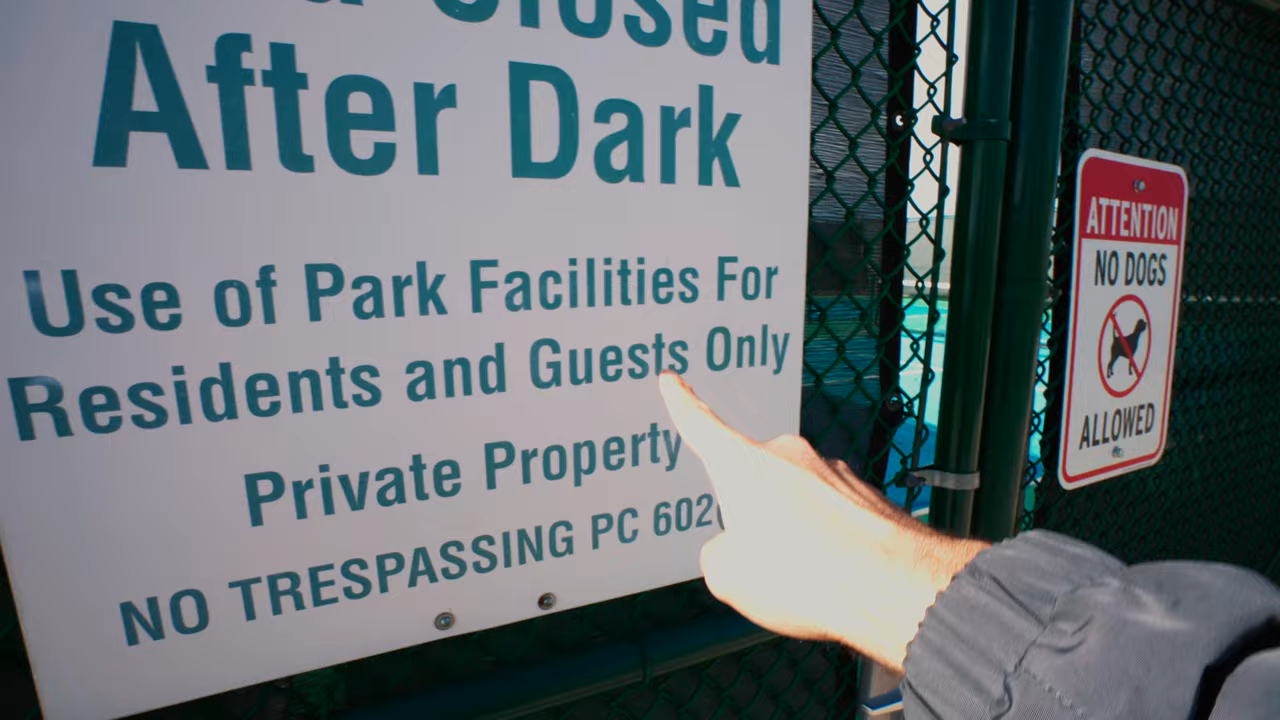 Closed
After Dark
Use of Park Facilities For
Residents and Guests Only
Private Property
NO TRESPASSING PC
ATTENTION
NO DOGS
ALLOWED